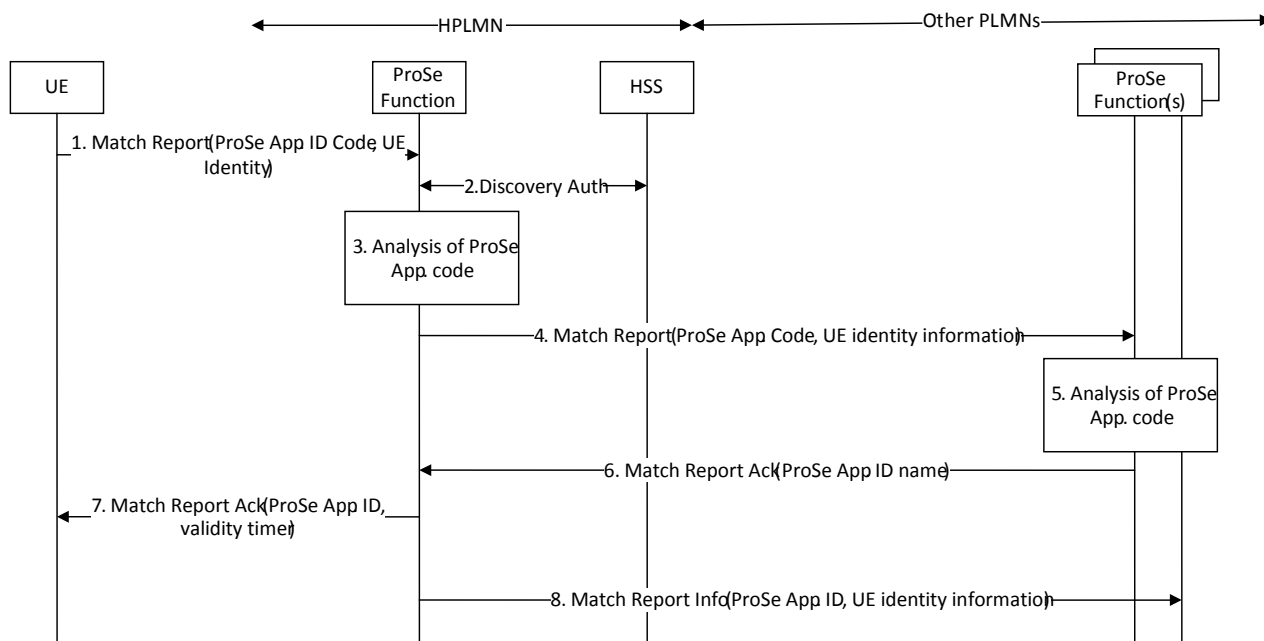 HPLMN
Other PLMNs
UE
ProSe
Function
HSS
ProSe
Function(s)
1. Match Report(ProSe App. ID Code, UE
Identity)
2.Discovery Auth
3. Analysis of ProSe
App. code
4. Match Report(ProSe App. Code, UE identity information)
5. Analysis of ProSe
App. code
6. Match Report Ack(ProSe App ID name)
7. Match Report Ack(ProSe App ID,
validity timer)
8. Match Report Info(ProSe App. ID, UE identity information)